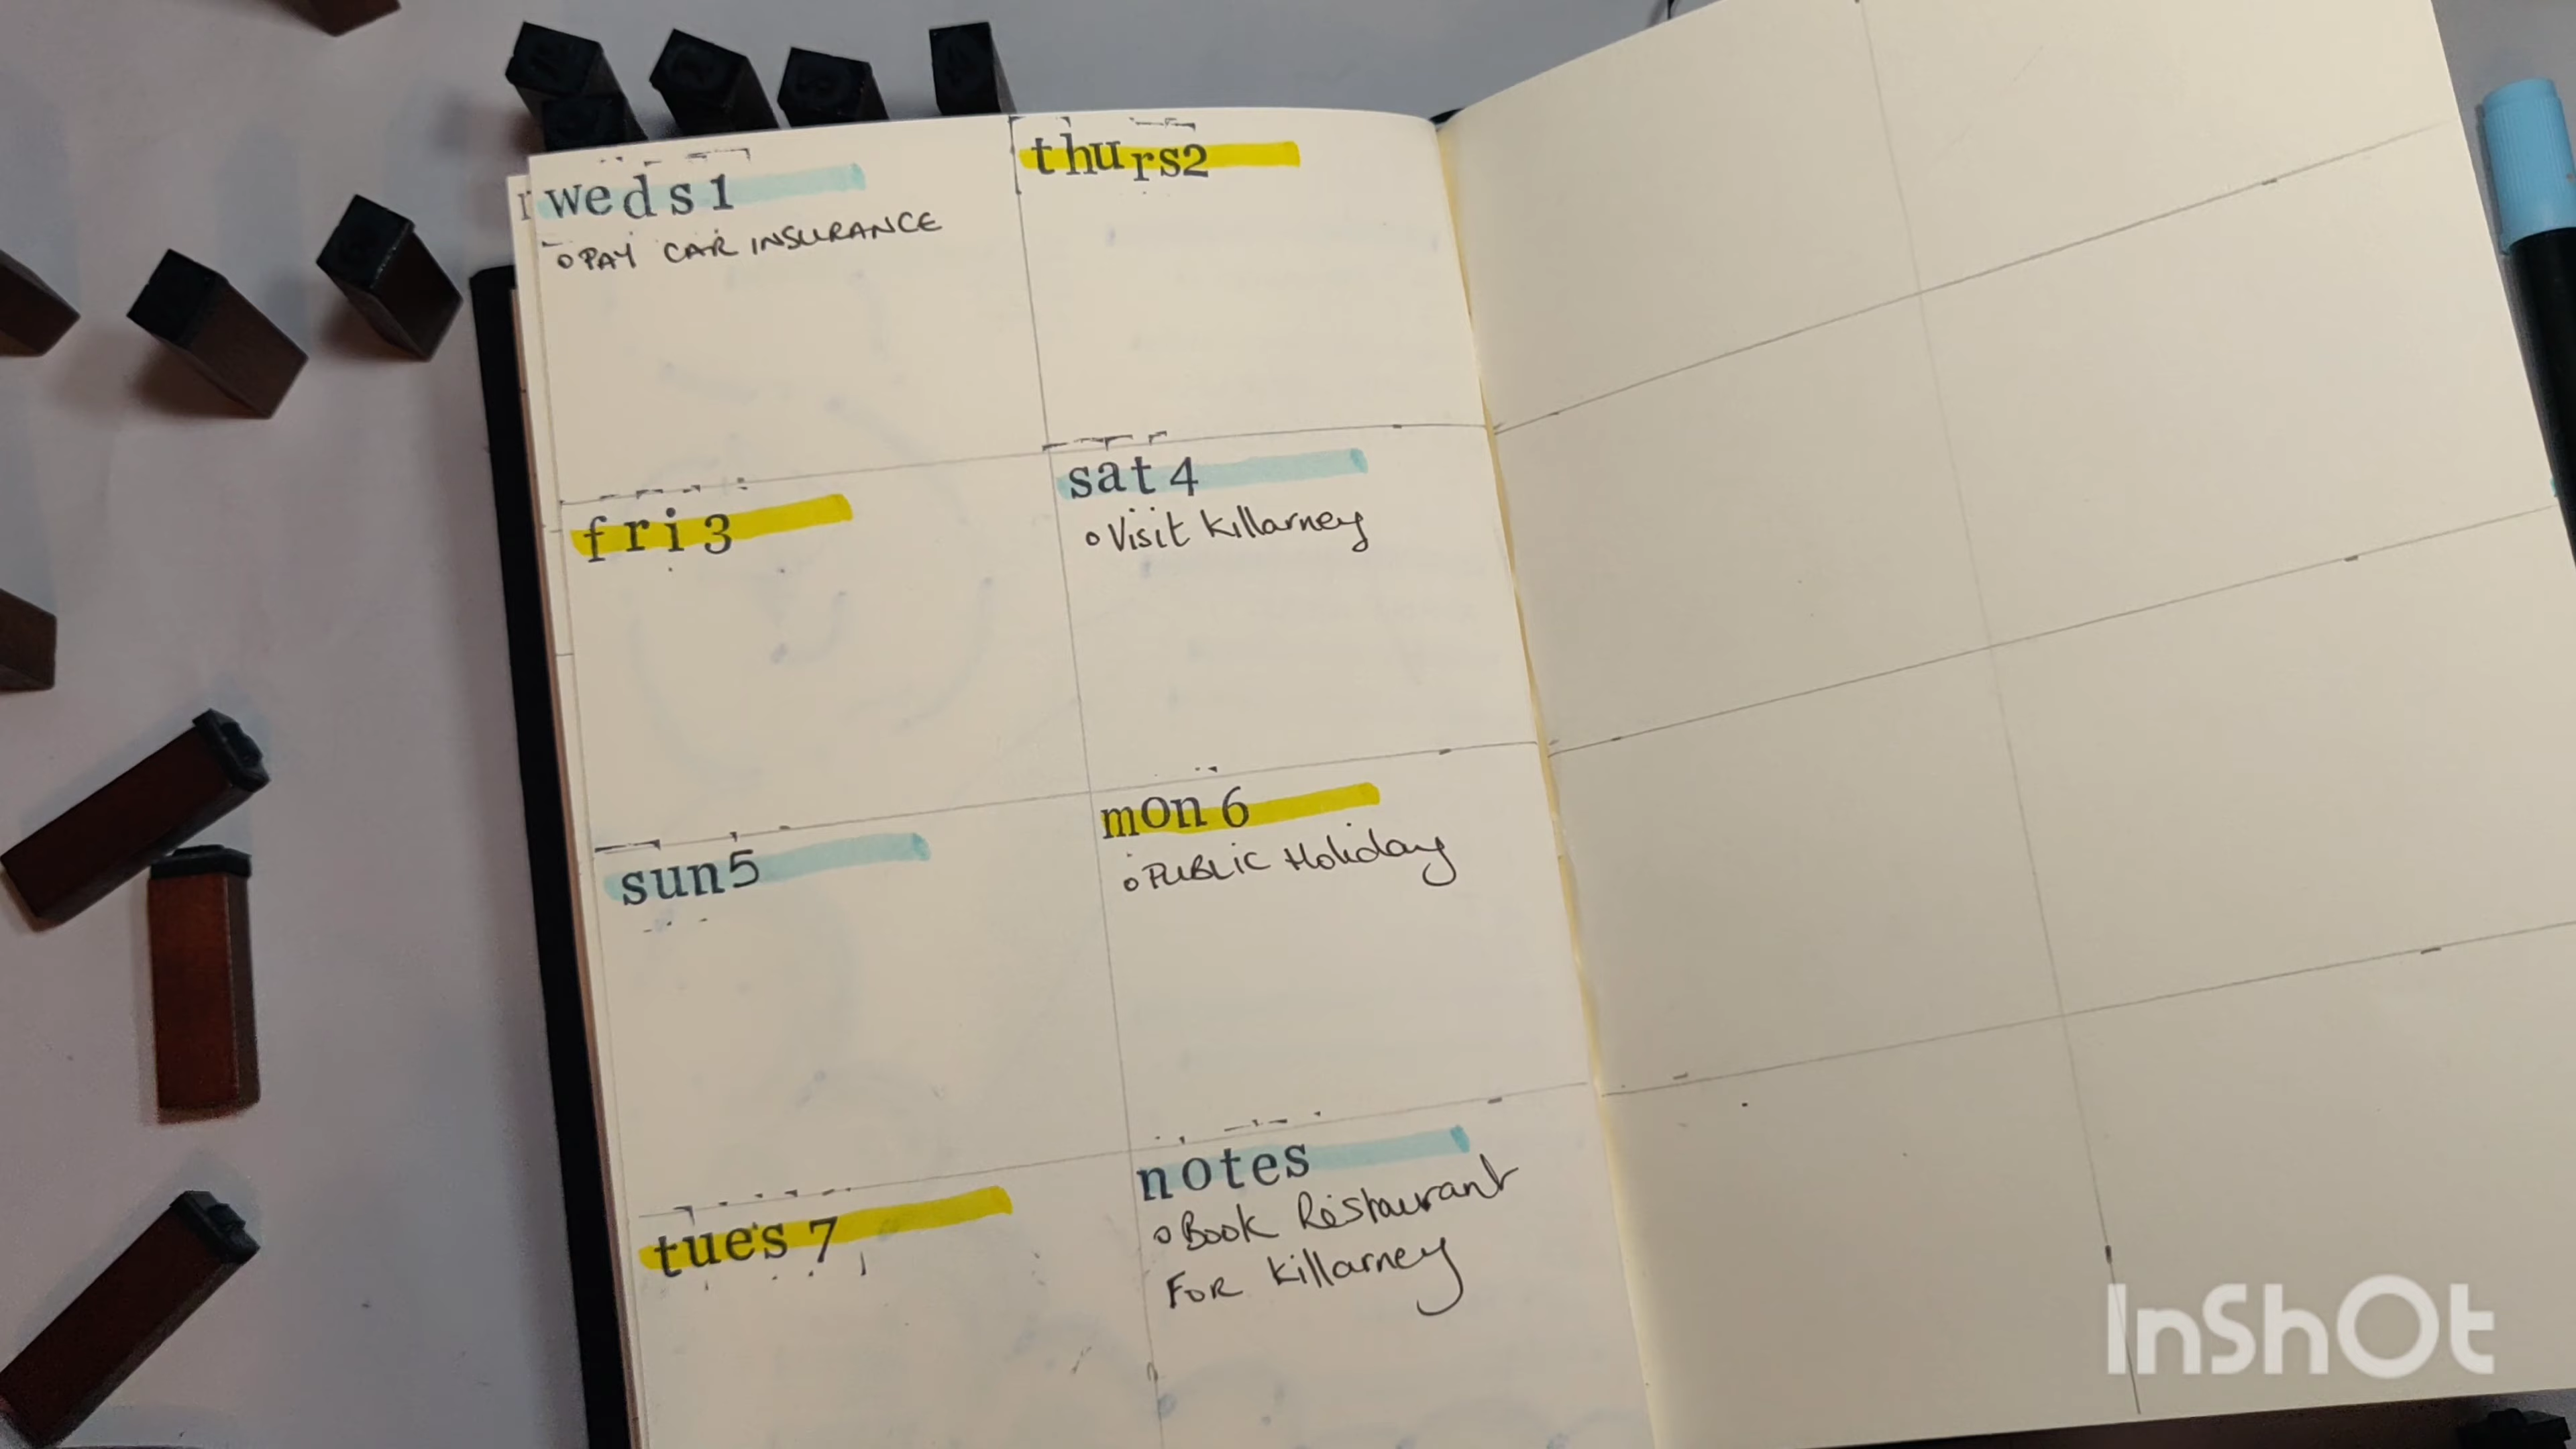 weds 1
PAY CAR INSURANCE
thurs 2
fri 3
sat 4
Visit Killarney
sun 5
mon 6
PUBLIC Holiday
tues 7
notes
Book Restaurant
FOR Killarney
InShOt